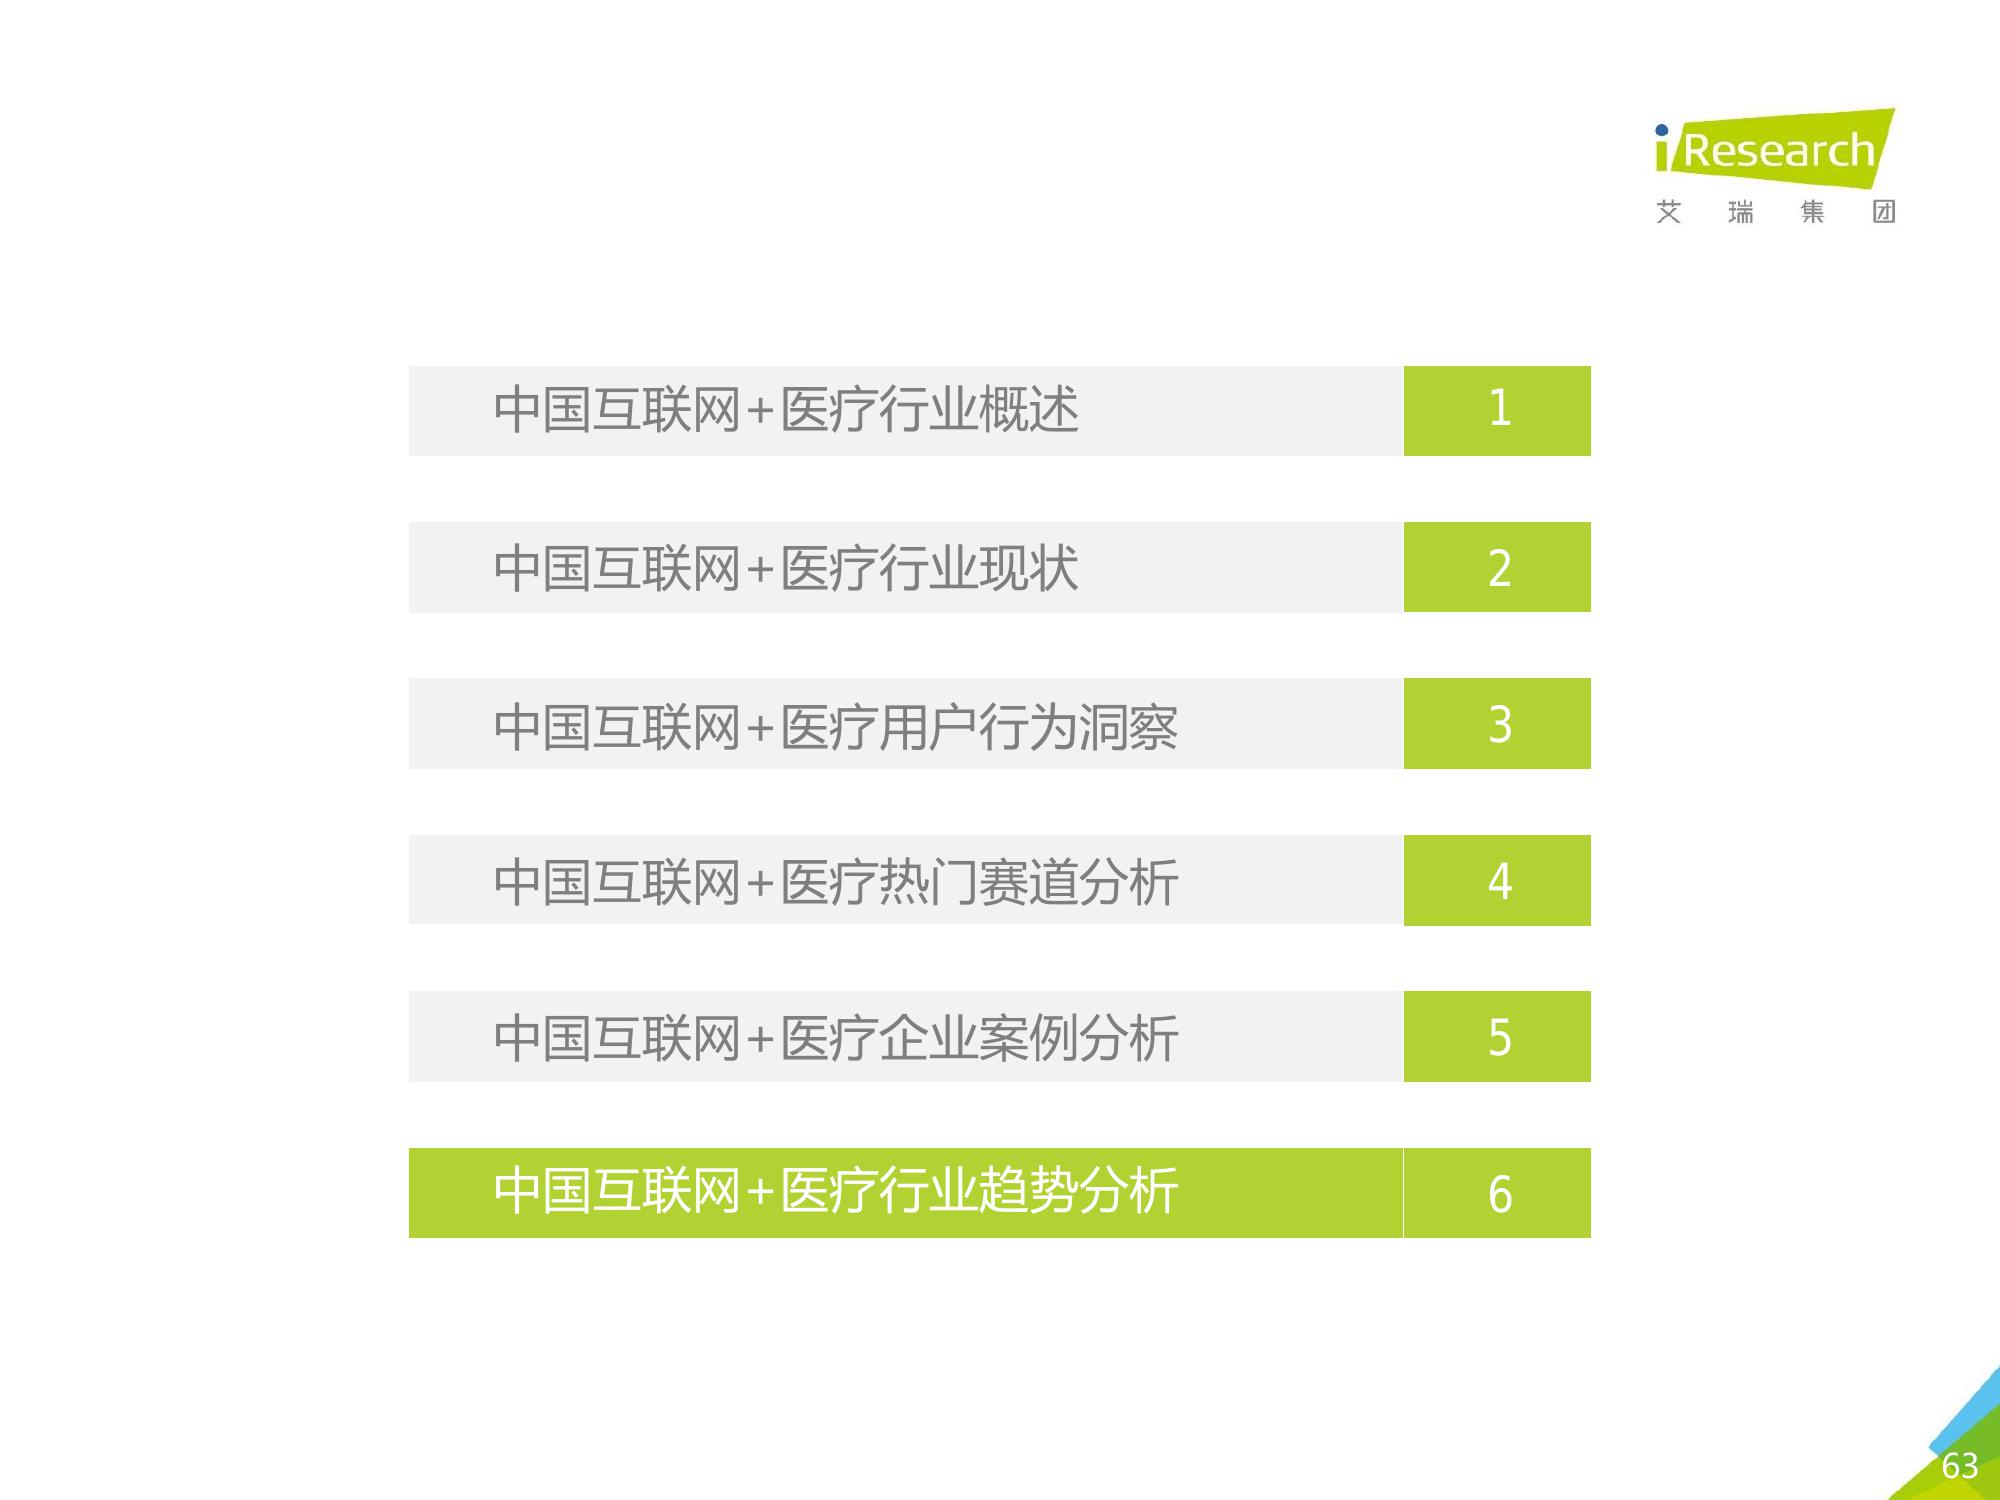 iResearch
艾瑞集团
中国互联网+医疗行业概述 1
中国互联网+医疗行业现状 2
中国互联网+医疗用户行为洞察 3
中国互联网+医疗热门赛道分析 4
中国互联网+医疗企业案例分析 5
中国互联网+医疗行业趋势分析 6
63